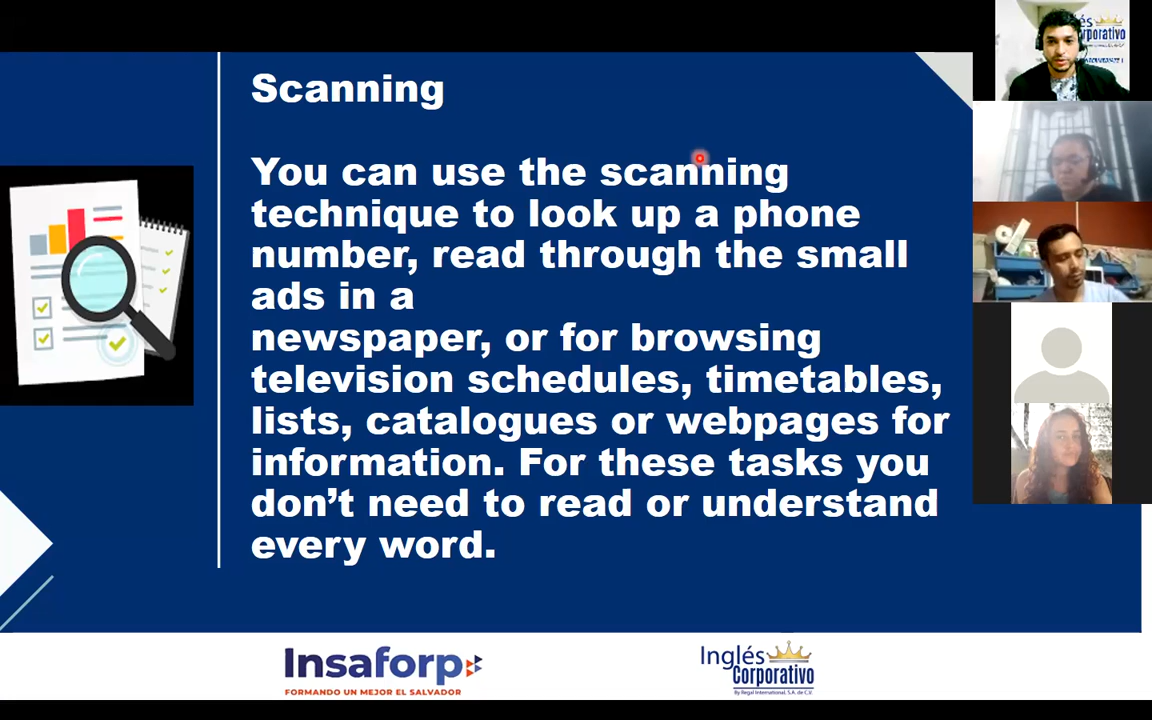 Scanning
You can use the scanning
technique to look up a phone
number, read through the small
ads in a
newspaper, or for browsing
television schedules, timetables,
lists, catalogues or webpages for
information. For these tasks you
don’t need to read or understand
every word.
Insaforp
FORMANDO UN MEJOR EL SALVADOR
Inglés
Corporativo
By Regal International, S.A. de C.V.